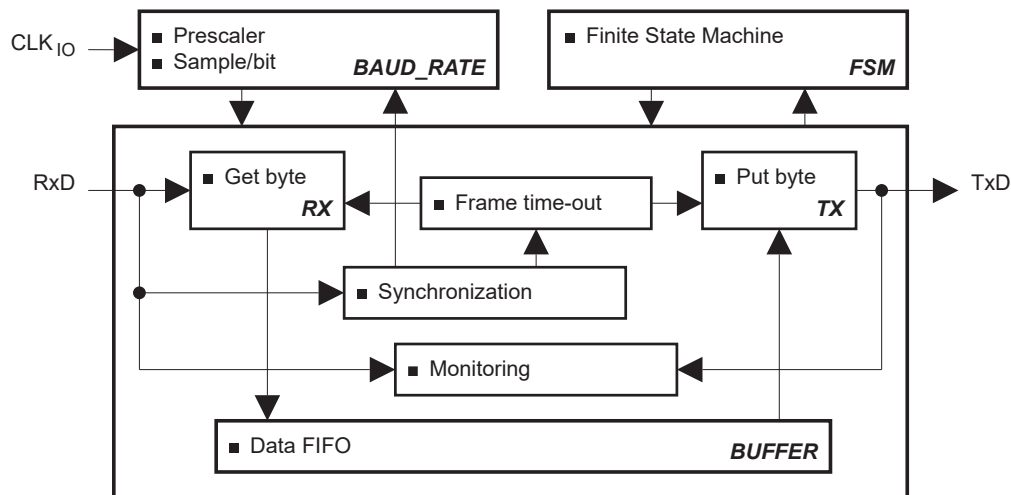 CLK IO
■ Prescaler
■ Sample/bit
BAUD_RATE
■ Finite State Machine
FSM
RxD
■ Get byte
RX
■ Frame time-out
■ Put byte
TX
TxD
■ Synchronization
■ Monitoring
■ Data FIFO
BUFFER